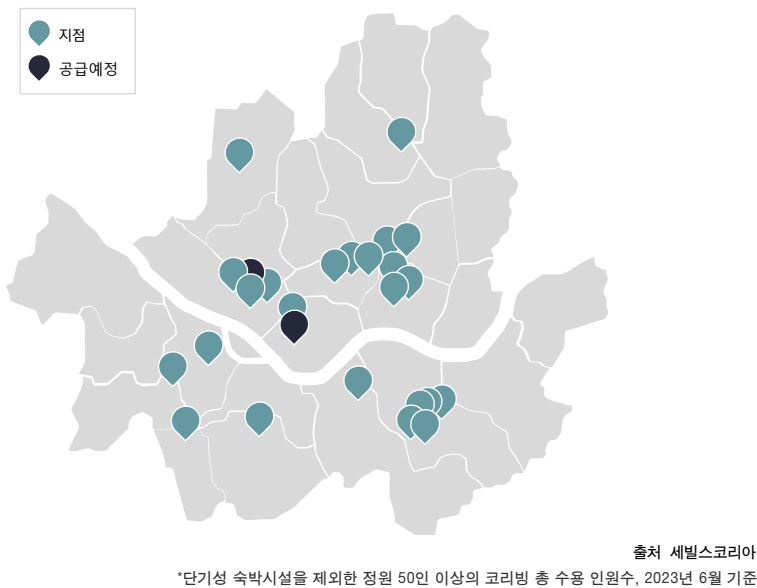 지점
공급예정
출처 세빌스코리아
*단기성 숙박시설을 제외한 정원 50인 이상의 코리빙 총 수용 인원수, 2023년 6월 기준